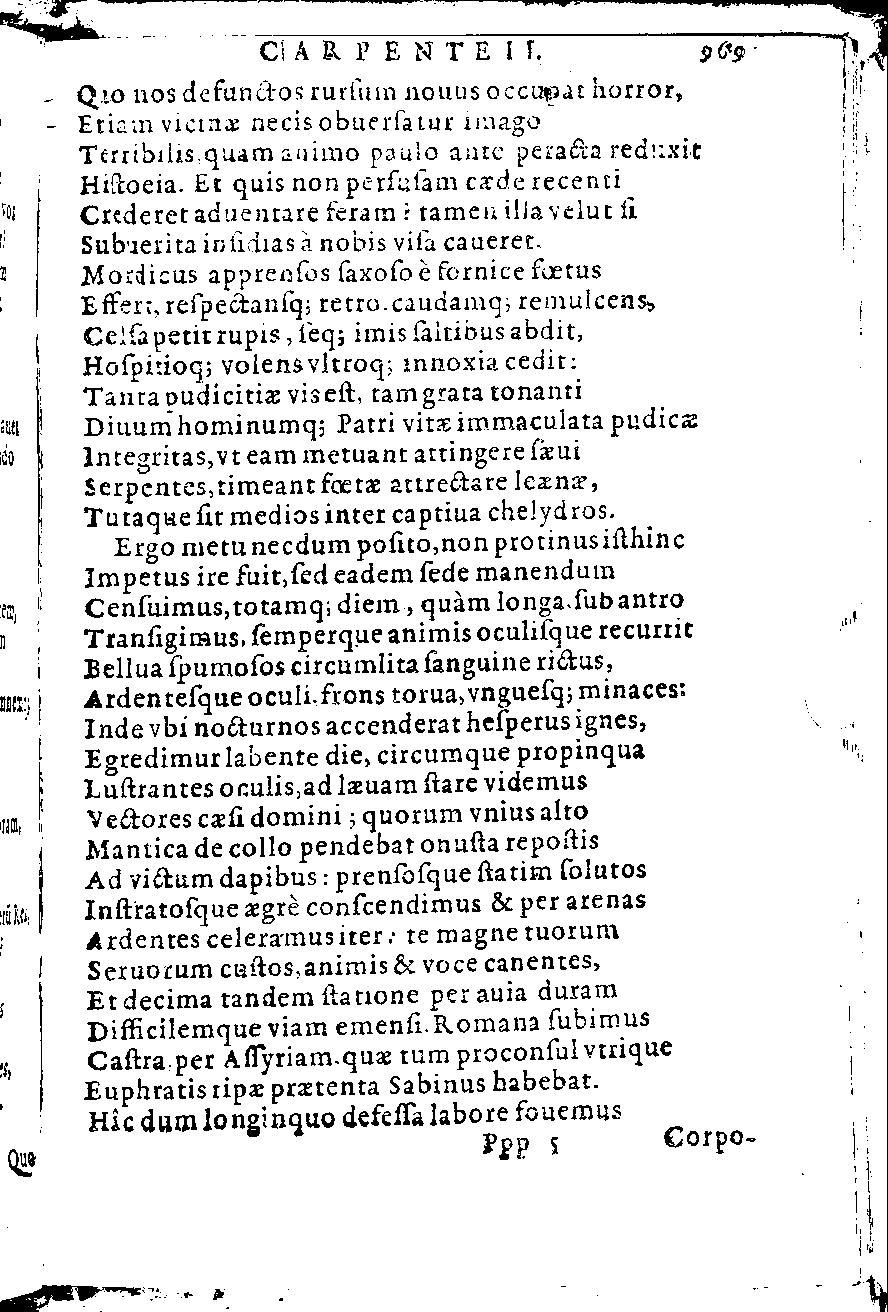 CARPENTEII. 969
Quo nos defunctos rurſum nouus occupat horror,
Etiam vicinæ necis obuerſatur imago
Terribilis, quam animo paulo ante peracta reduxit
Hiſtoeia. Et quis non perfuſam cæde recenti
Crederet aduentare feram? tamen illa velut ſi
Subuerita inſidias à nobis viſa caueret.
Mordicus apprenſos ſaxoſo è fornice fœtus
Effert, reſpectanſq; retro. caudamq; remulcens,
Celſa petit rupis, ſeq; imis ſaltibus abdit,
Hoſpitioq; volens vltroq; innoxia cedit:
Tanta pudicitiæ vis eſt, tam grata tonanti
Diuum hominumq; Patri vitæ immaculata pudicæ
Integritas, vt eam metuant attingere ſæui
Serpentes, timeant fœtæ attrectare leænæ,
Tutaque ſit medios inter captiua chelydros.
Ergo metu necdum poſito, non protinus iſthinc
Impetus ire fuit, ſed eadem ſede manendum
Cenſuimus, totamq; diem, quàm longa. ſub antro
Tranſigimus. ſemperque animis oculiſque recurrit
Bellua ſpumoſos circumlita ſanguine rictus,
Ardenteſque oculi. frons torua, vngueſq; minaces:
Inde vbi nocturnos accenderat heſperus ignes,
Egredimur labente die, circumque propinqua
Luſtrantes oculis, ad læuam ſtare videmus
Vectores cæſi domini; quorum vnius alto
Mantica de collo pendebat onuſta repoſtis
Ad victum dapibus: prenſoſque ſtatim ſolutos
Inſtratoſque ægrè conſcendimus & per arenas
Ardentes celeramus iter: te magne tuorum
Seruorum cuſtos, animis & voce canentes,
Et decima tandem ſtatione per auia duram
Difficilemque viam emenſi. Romana ſubimus
Caſtra. per Aſſyriam. quæ tum proconſul vtrique
Euphratis ripæ prætenta Sabinus habebat.
Hîc dum longinquo defeſſa labore fouemus
Ppp 5 Corpo-
Que